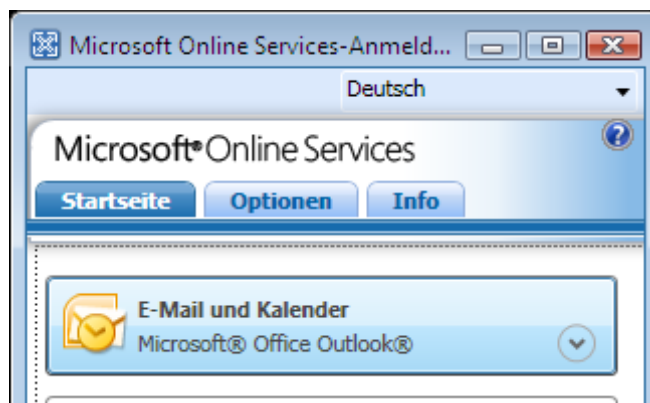 Microsoft Online Services-Anmeld...
Deutsch
Microsoft® Online Services
?
Startseite Optionen Info
E-Mail und Kalender
Microsoft® Office Outlook®